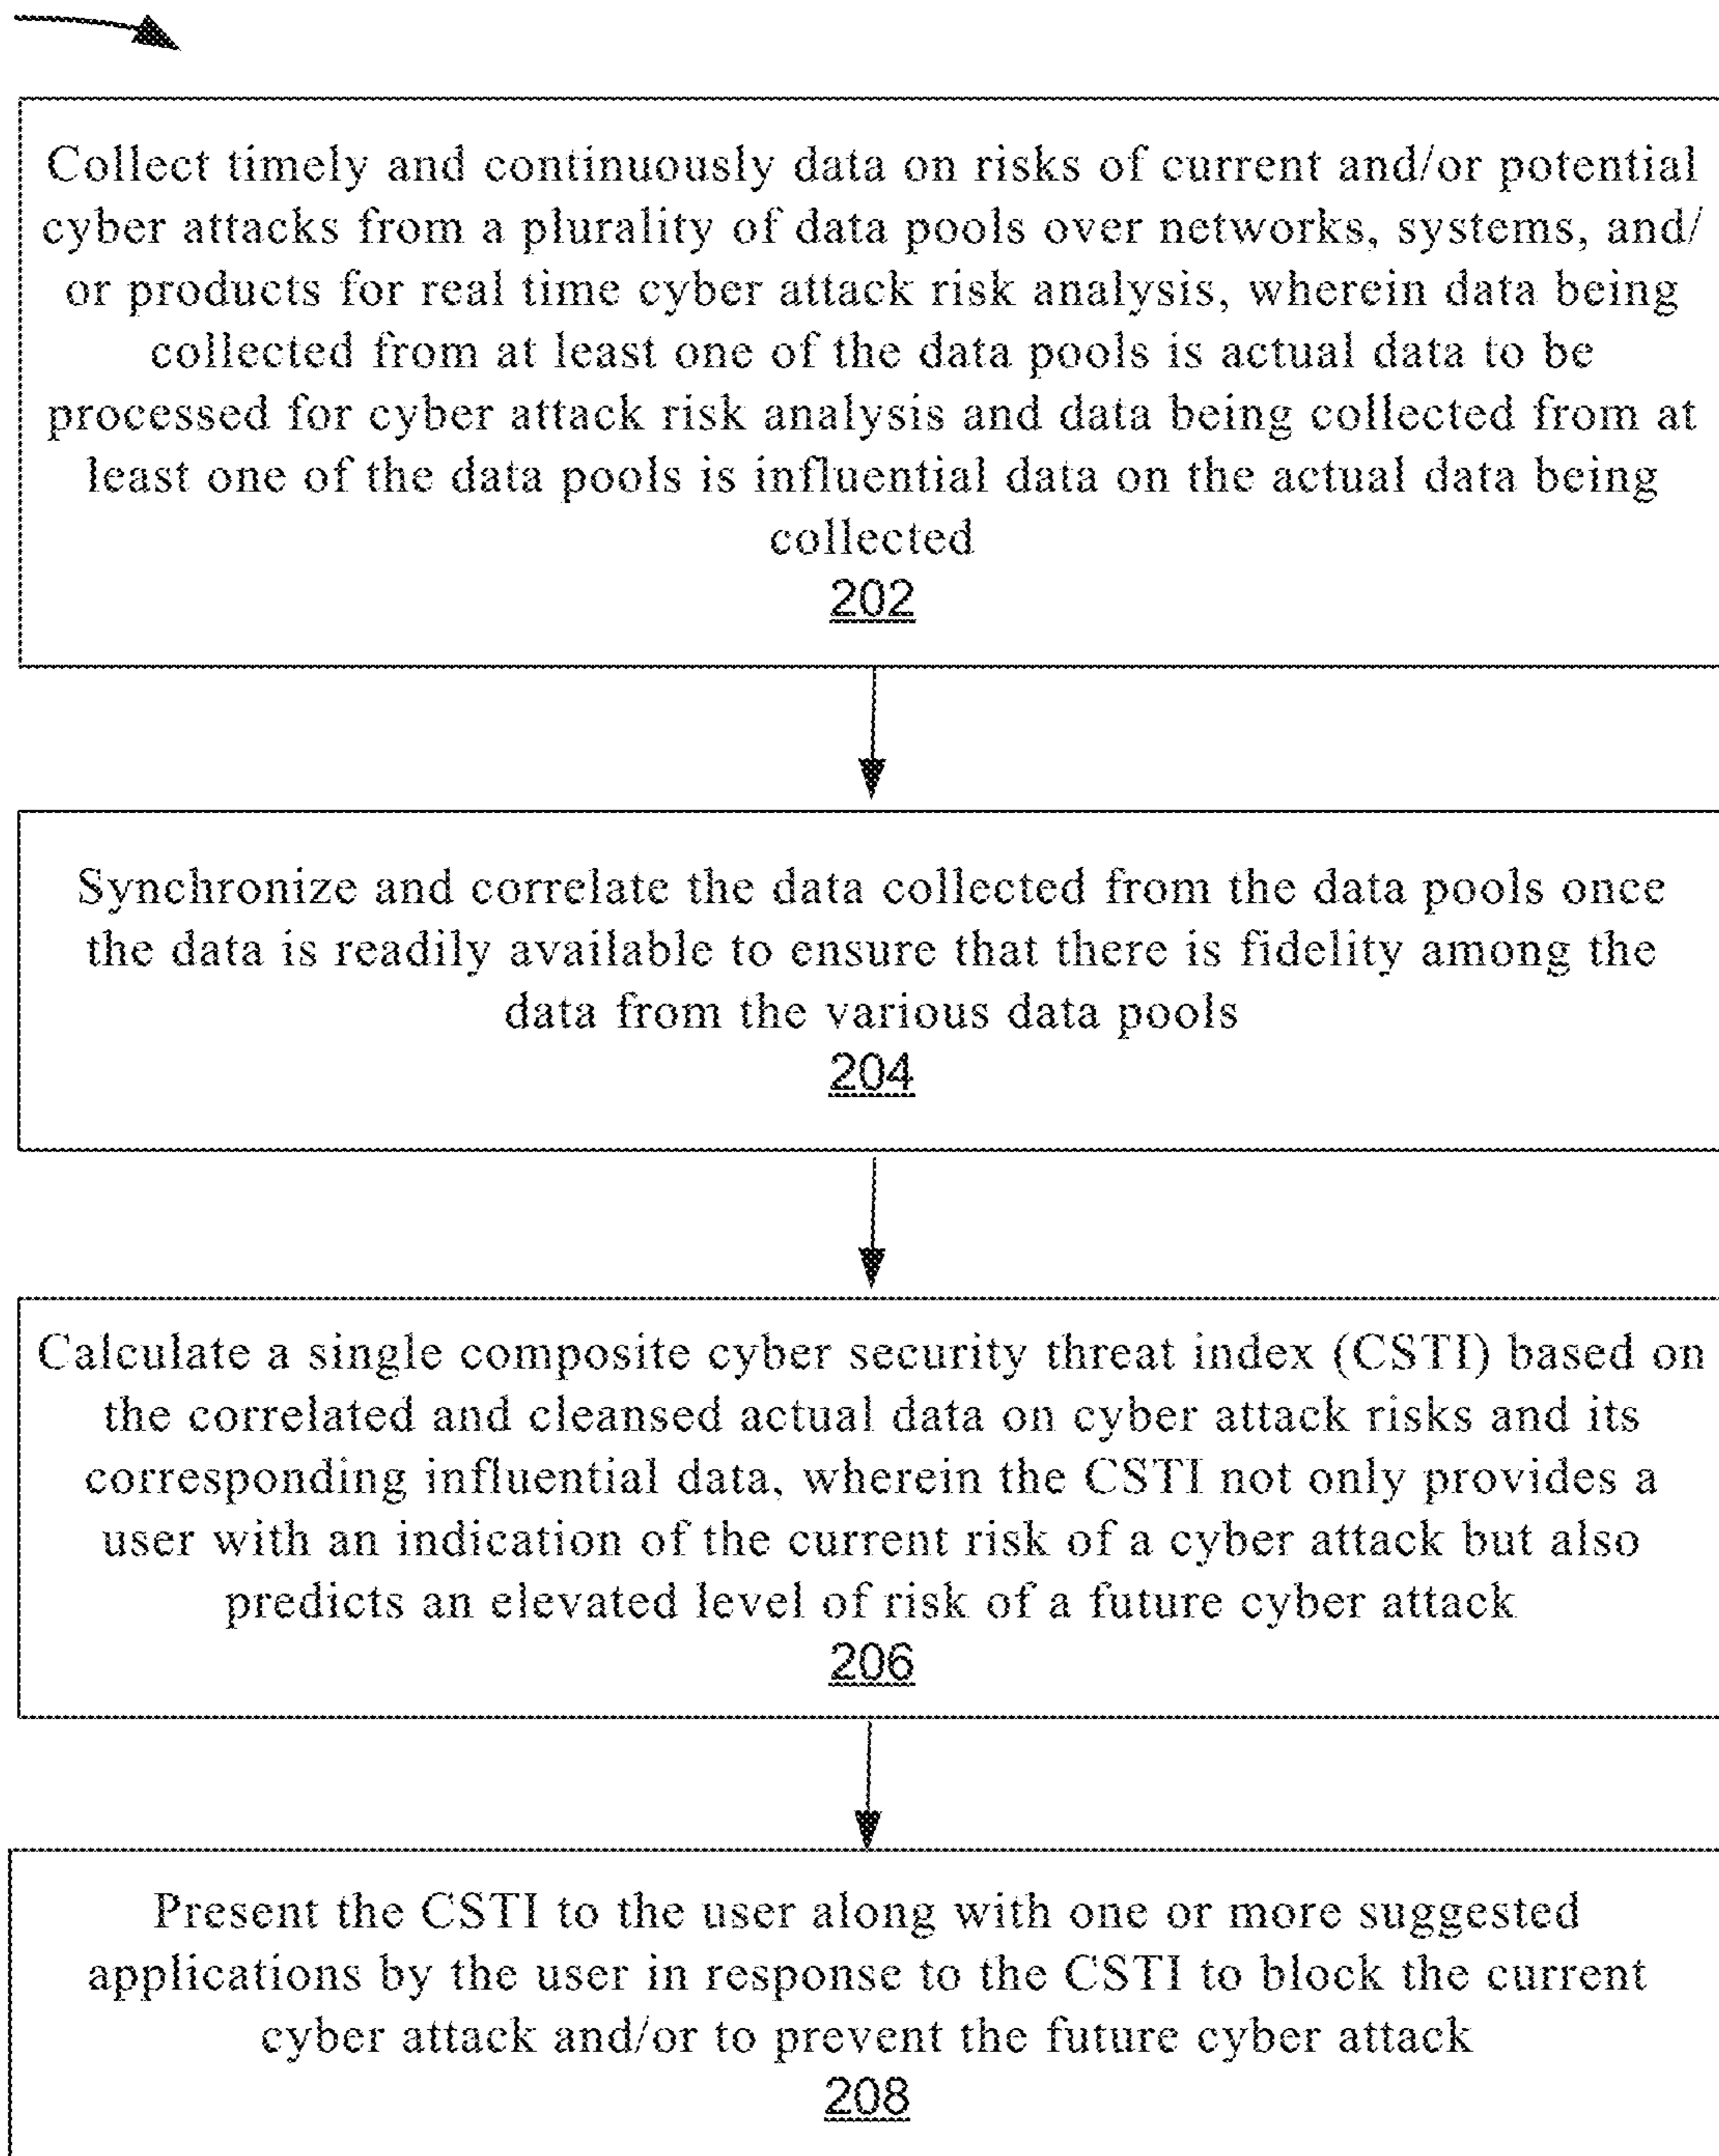 Collect timely and continuously data on risks of current and/or potential
cyber attacks from a plurality of data pools over networks, systems, and/
or products for real time cyber attack risk analysis, wherein data being
collected from at least one of the data pools is actual data to be
processed for cyber attack risk analysis and data being collected from at
least one of the data pools is influential data on the actual data being
collected
202
Synchronize and correlate the data collected from the data pools once
the data is readily available to ensure that there is fidelity among the
data from the various data pools
204
Calculate a single composite cyber security threat index (CSTI) based on
the correlated and cleansed actual data on cyber attack risks and its
corresponding influential data, wherein the CSTI not only provides a
user with an indication of the current risk of a cyber attack but also
predicts an elevated level of risk of a future cyber attack
206
Present the CSTI to the user along with one or more suggested
applications by the user in response to the CSTI to block the current
cyber attack and/or to prevent the future cyber attack
208